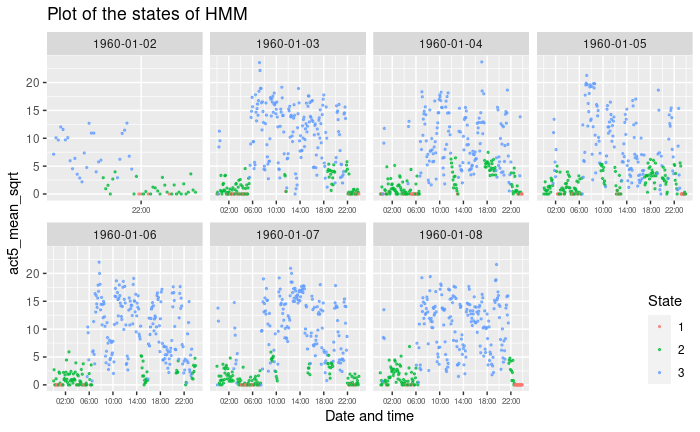 Plot of the states of HMM
1960-01-02 1960-01-03 1960-01-04 1960-01-05
20
15
10
5
0
22:00 02:00 06:00 10:00 14:00 18:00 22:00 02:00 06:00 10:00 14:00 18:00 22:00 02:00 06:00 10:00 14:00 18:00 22:00
1960-01-06 1960-01-07 1960-01-08
20
15
10
5
0
02:00 06:00 10:00 14:00 18:00 22:00 02:00 06:00 10:00 14:00 18:00 22:00 02:00 06:00 10:00 14:00 18:00 22:00
act5_mean_sqrt
Date and time
State
1
2
3